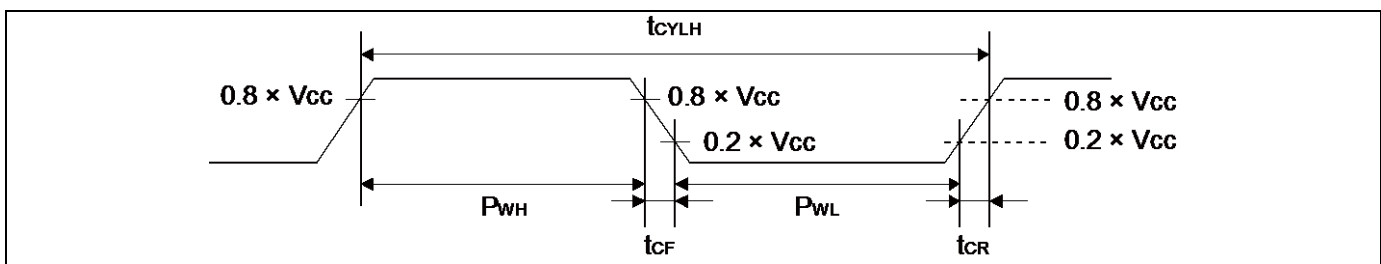 tCYLH
0.8 × VCC
0.8 × VCC
0.8 × VCC
0.2 × VCC
0.2 × VCC
PWH
PWL
tCF
tCR